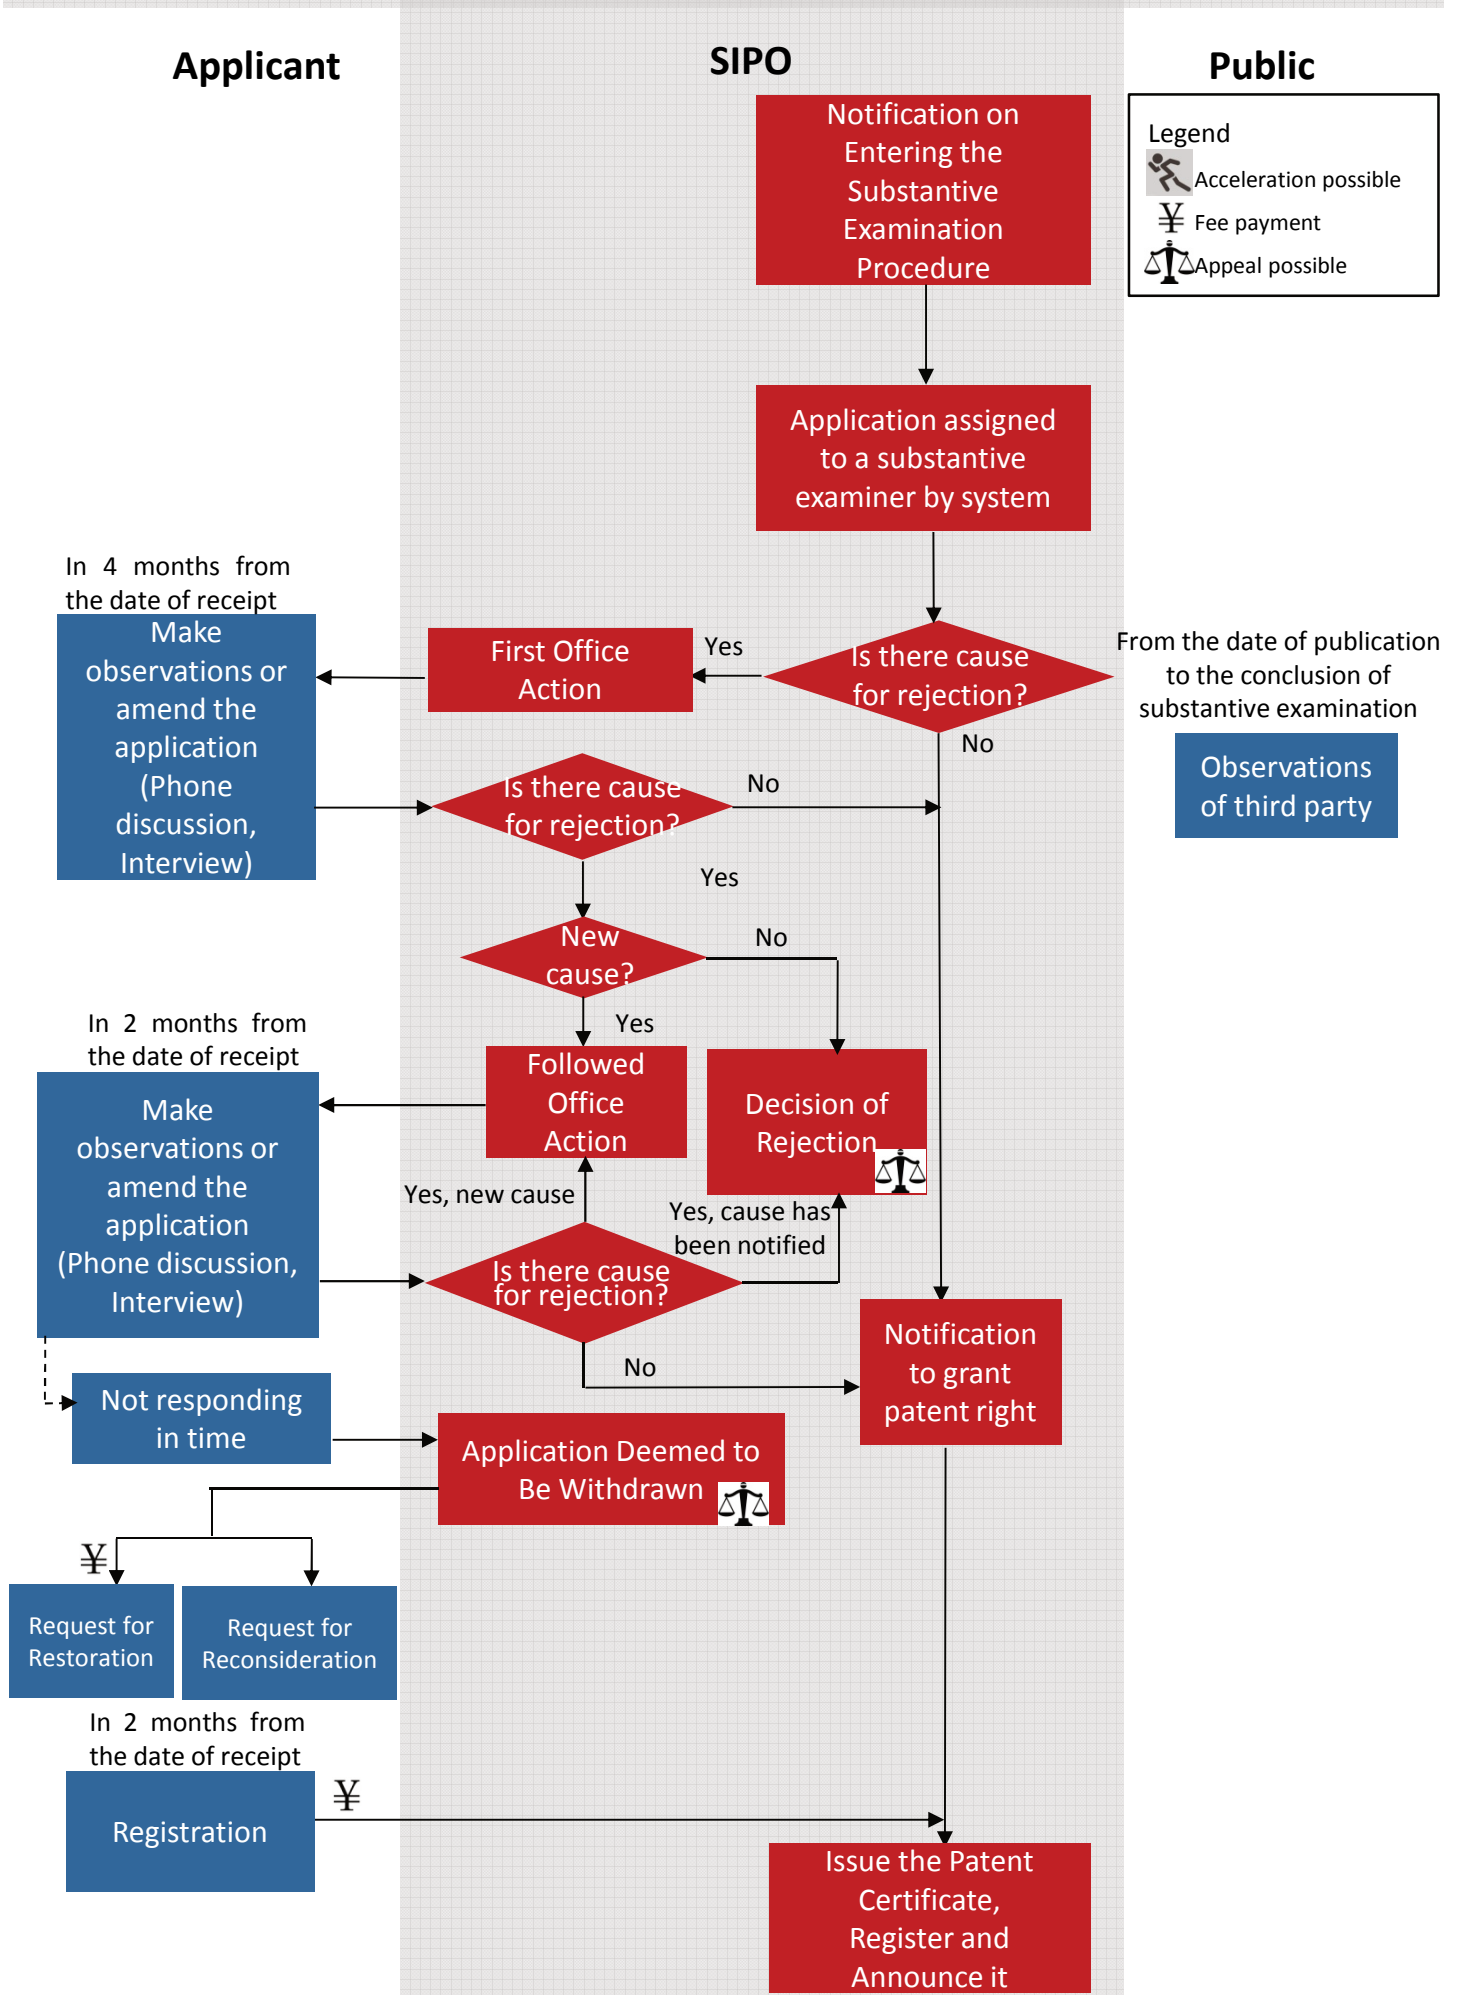 Applicant
SIPO
Public
Notification on
Entering the
Substantive
Examination
Procedure
Legend
Acceleration possible
¥ Fee payment
Appeal possible
Application assigned
to a substantive
examiner by system
In 4 months from
the date of receipt
Make
observations or
amend the
application
(Phone
discussion,
Interview)
First Office
Action
Yes
Is there cause
for rejection?
No
From the date of publication
to the conclusion of
substantive examination
Observations
of third party
Is there cause
for rejection?
No
Yes
New
cause?
No
Yes
In 2 months from
the date of receipt
Make
observations or
amend the
application
(Phone discussion,
Interview)
Followed
Office
Action
Decision of
Rejection
Yes, new cause
Yes, cause has
been notified
Is there cause
for rejection?
No
Notification
to grant
patent right
Not responding
in time
Application Deemed to
Be Withdrawn
¥
Request for
Restoration
Request for
Reconsideration
In 2 months from
the date of receipt
Registration
¥
Issue the Patent
Certificate,
Register and
Announce it